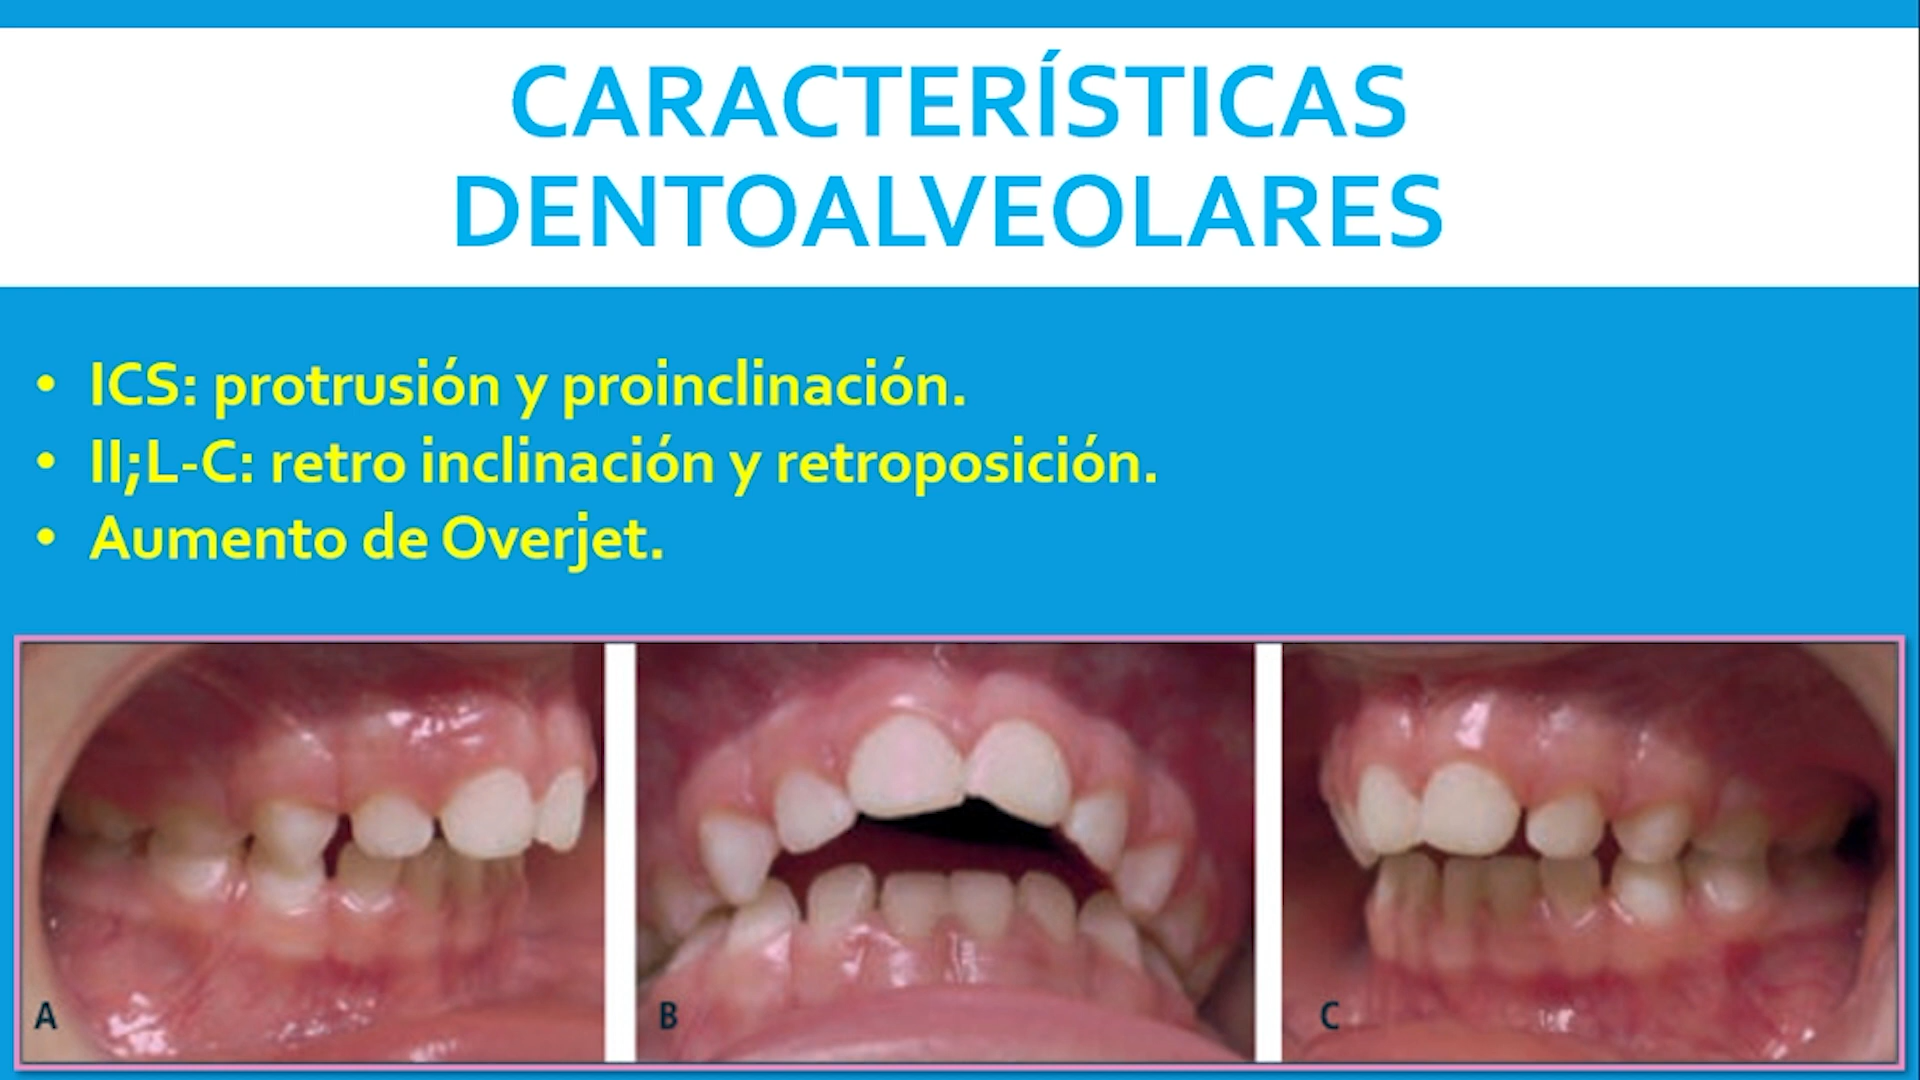 CARACTERÍSTICAS
DENTOALVEOLARES
• ICS: protrusión y proinclinación.
• II;L-C: retro inclinación y retroposición.
• Aumento de Overjet.
A
B
C